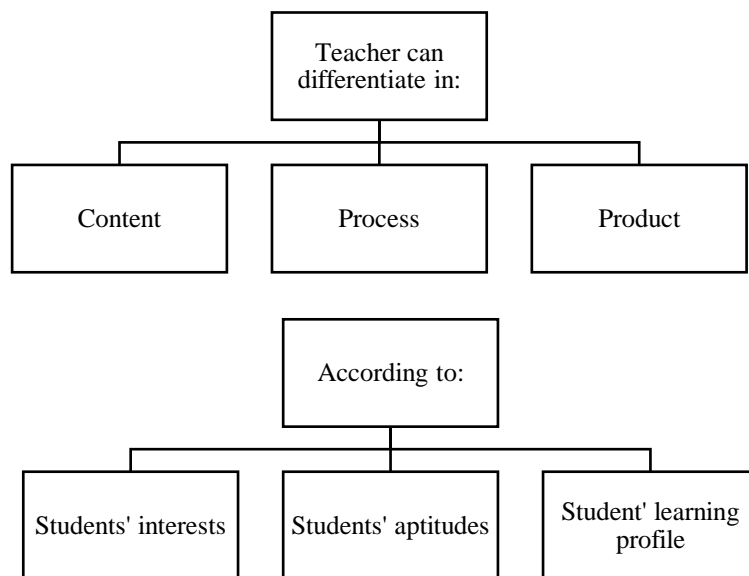 Teacher can
differentiate in:
Content
Process
Product
According to:
Students' interests
Students' aptitudes
Student' learning
profile